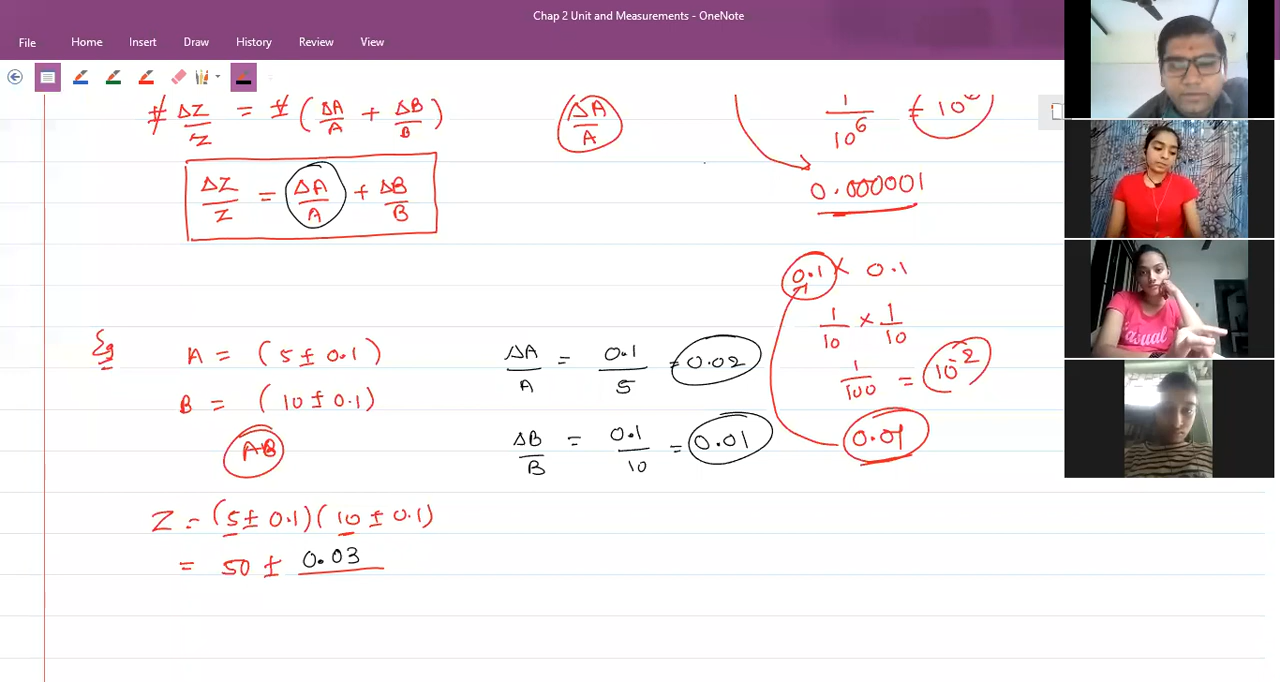 Chap 2 Unit and Measurements - OneNote
File Home Insert Draw History Review View
± ΔZ/Z = ± (ΔA/A + ΔB/B)
ΔA/A
1/10⁶ =
ΔZ/Z = ΔA/A + ΔB/B
0.000001
0.1 × 0.1
1/10 × 1/10
1/100 = 10⁻²
0.01
Eg
A = (5 ± 0.1)
B = (10 ± 0.1)
AB
ΔA/A = 0.1/5 = 0.02
ΔB/B = 0.1/10 = 0.01
Z = (5 ± 0.1)(10 ± 0.1)
= 50 ± 0.03
casual